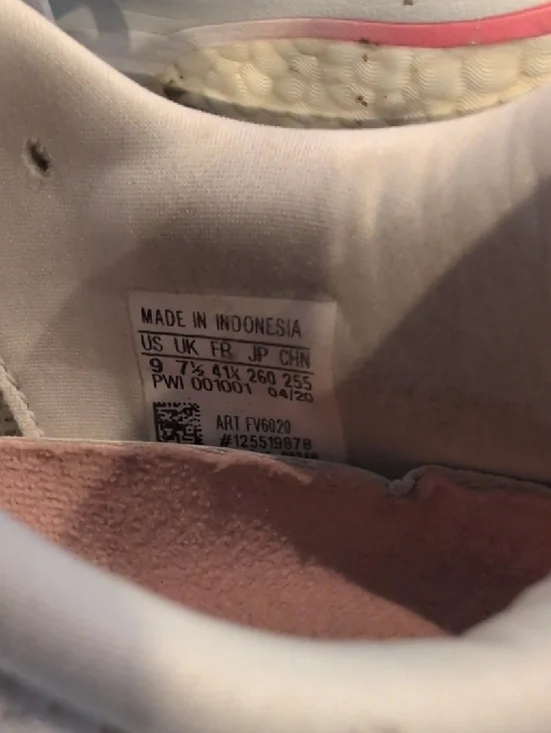 MADE IN INDONESIA
US UK FR JP CHN
9 7½ 41⅓ 260 255
PWI 001001 04/20
ART FV6020
#125519878